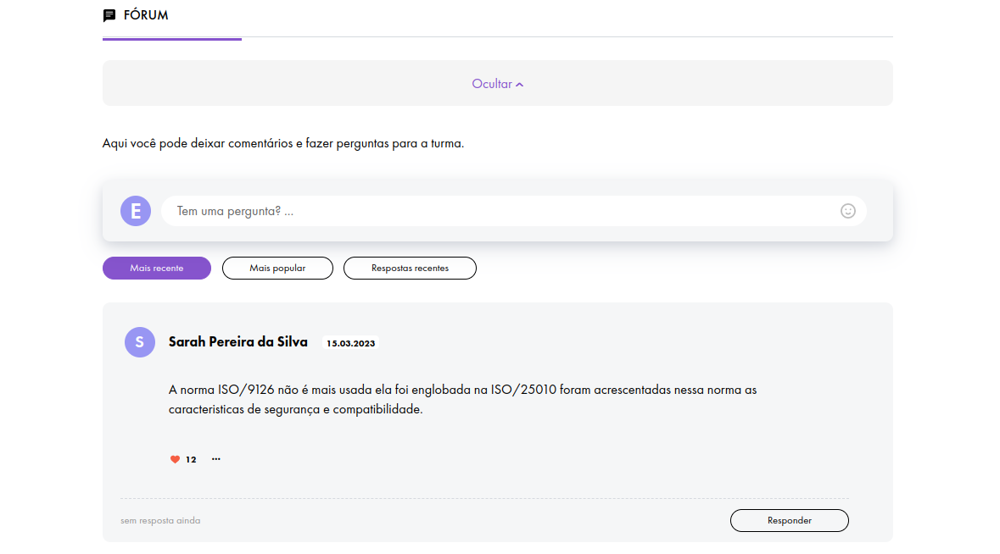 FÓRUM
Ocultar
Aqui você pode deixar comentários e fazer perguntas para a turma.
E
Tem uma pergunta? ...
Mais recente
Mais popular
Respostas recentes
S
Sarah Pereira da Silva
15.03.2023
A norma ISO/9126 não é mais usada ela foi englobada na ISO/25010 foram acrescentadas nessa norma as
caracteristicas de segurança e compatibilidade.
12
...
sem resposta ainda
Responder